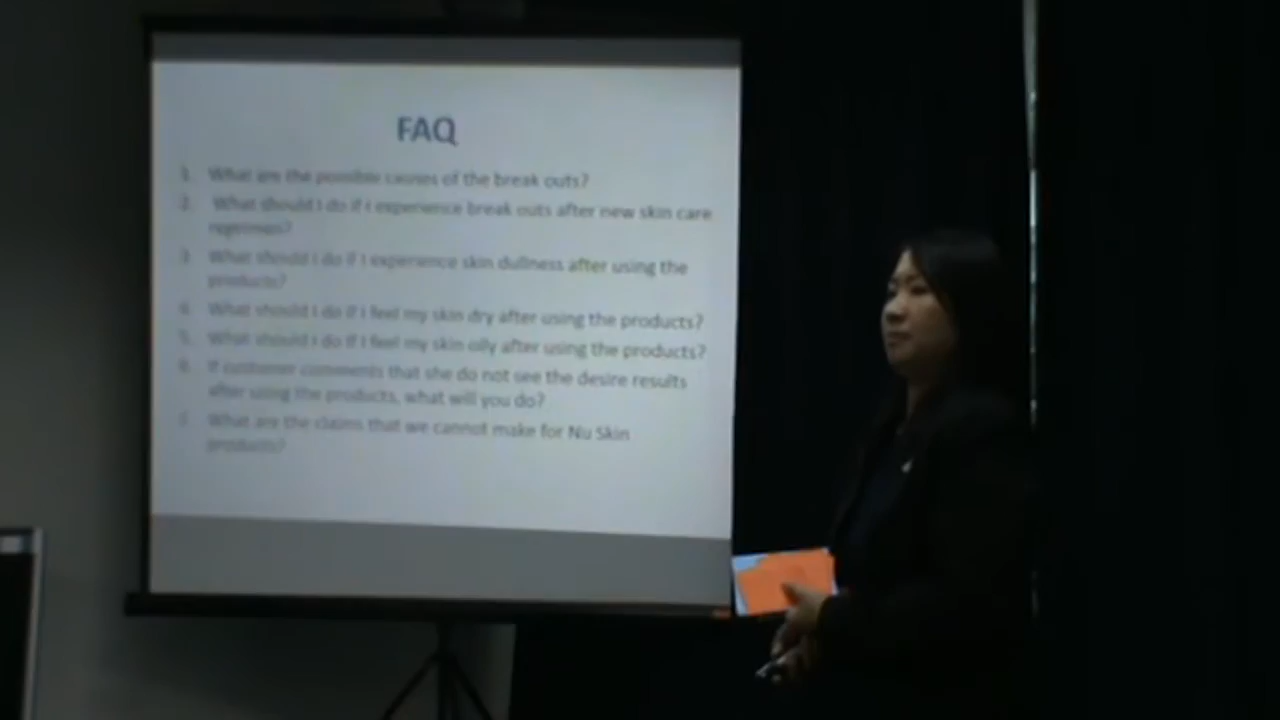 FAQ
1. What are the possible causes of the break outs?
2. What should I do if I experience break outs after new skin care
regimen?
3. What should I do if I experience skin dullness after using the
products?
4. What should I do if I feel my skin dry after using the products?
5. What should I do if I feel my skin oily after using the products?
6. If customer comments that she do not see the desire results
after using the products, what will you do?
7. What are the claims that we cannot make for Nu Skin
products?